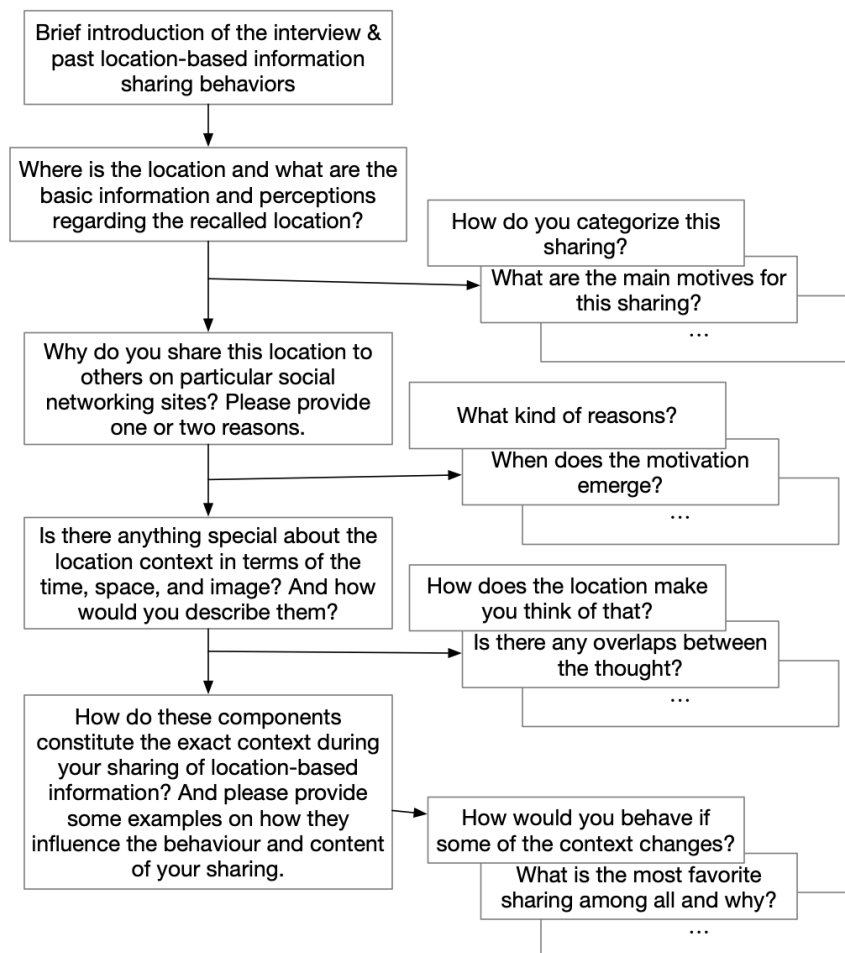 Brief introduction of the interview &
past location-based information
sharing behaviors
Where is the location and what are the
basic information and perceptions
regarding the recalled location?
How do you categorize this
sharing?
What are the main motives for
this sharing?
...
Why do you share this location to
others on particular social
networking sites? Please provide
one or two reasons.
What kind of reasons?
When does the motivation
emerge?
...
Is there anything special about the
location context in terms of the
time, space, and image? And how
would you describe them?
How does the location make
you think of that?
Is there any overlaps between
the thought?
...
How do these components
constitute the exact context during
your sharing of location-based
information? And please provide
some examples on how they
influence the behaviour and content
of your sharing.
How would you behave if
some of the context changes?
What is the most favorite
sharing among all and why?
...